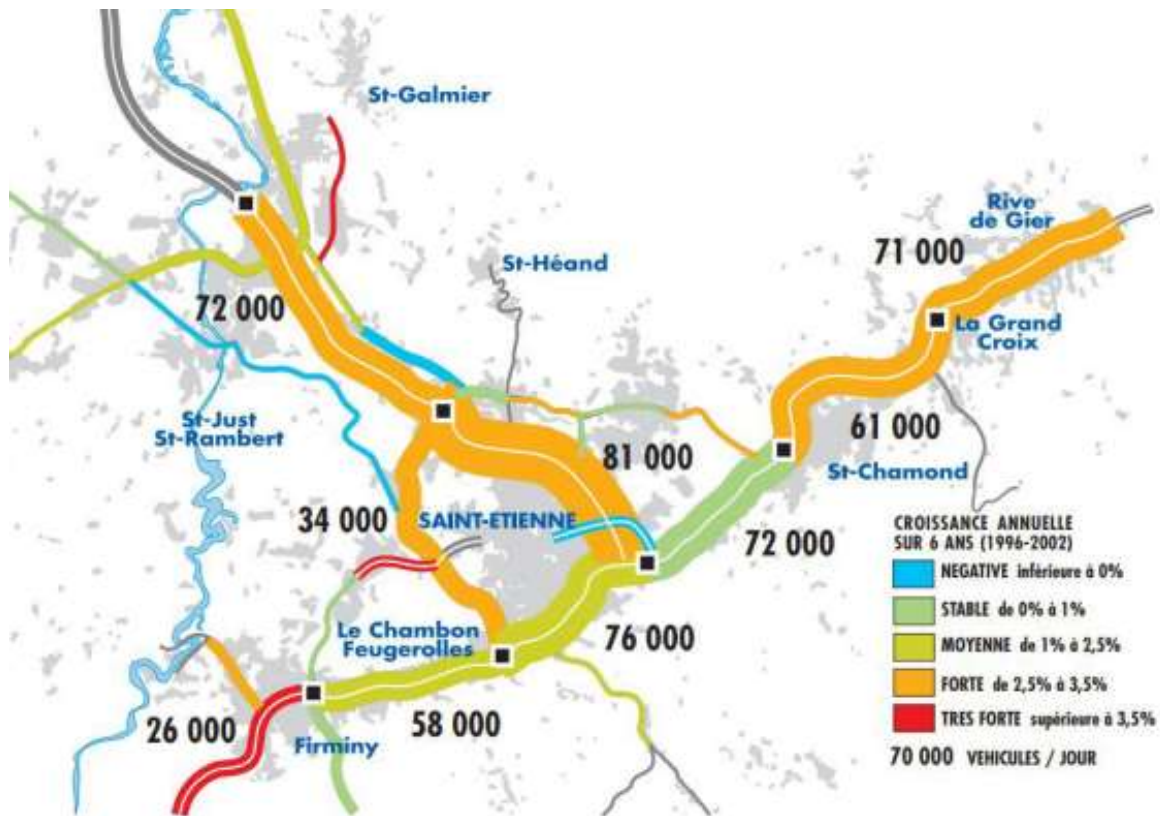 St-Galmier
Rive
de Gier
71 000
St-Héand
72 000
La Grand
Croix
St-Just
St-Rambert
61 000
81 000
St-Chamond
34 000
SAINT-ETIENNE
72 000
CROISSANCE ANNUELLE
SUR 6 ANS (1996-2002)
NEGATIVE inférieure à 0%
STABLE de 0% à 1%
MOYENNE de 1% à 2,5%
FORTE de 2,5% à 3,5%
TRES FORTE supérieure à 3,5%
70 000 VEHICULES / JOUR
Le Chambon
Feugerolles
76 000
26 000
58 000
Firminy